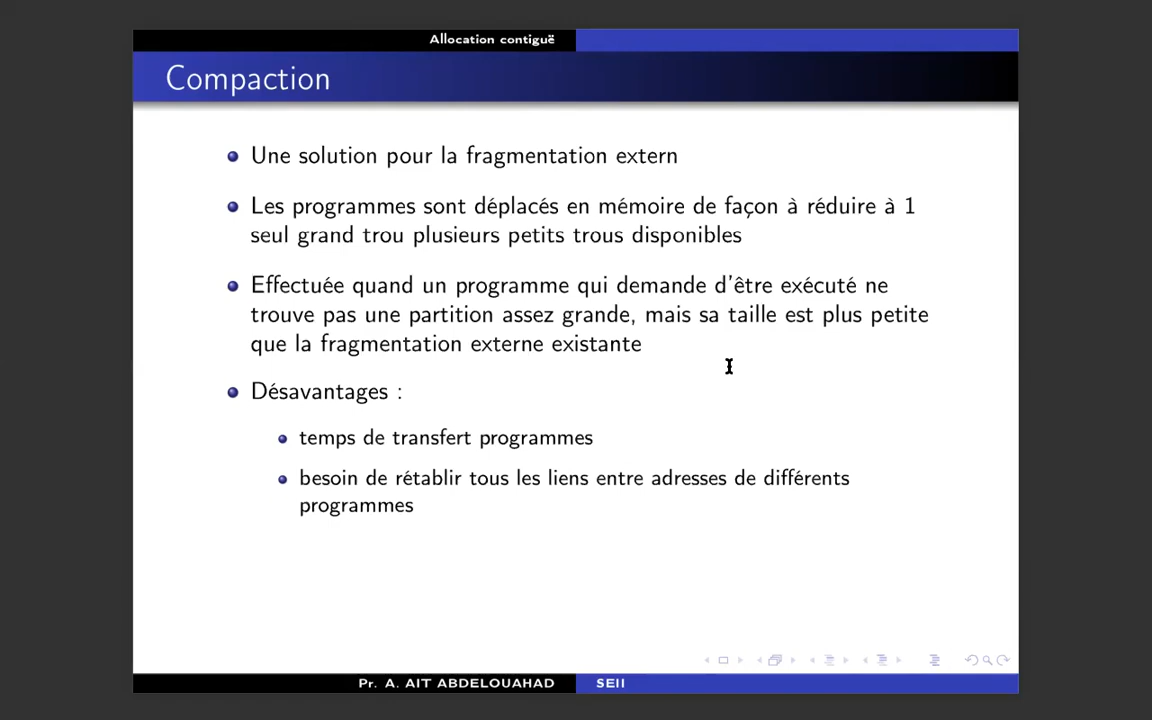 Allocation contiguë
Compaction
Une solution pour la fragmentation extern
Les programmes sont déplacés en mémoire de façon à réduire à 1
seul grand trou plusieurs petits trous disponibles
Effectuée quand un programme qui demande d'être exécuté ne
trouve pas une partition assez grande, mais sa taille est plus petite
que la fragmentation externe existante
Désavantages :
temps de transfert programmes
besoin de rétablir tous les liens entre adresses de différents
programmes
Pr. A. AIT ABDELOUAHAD SEII